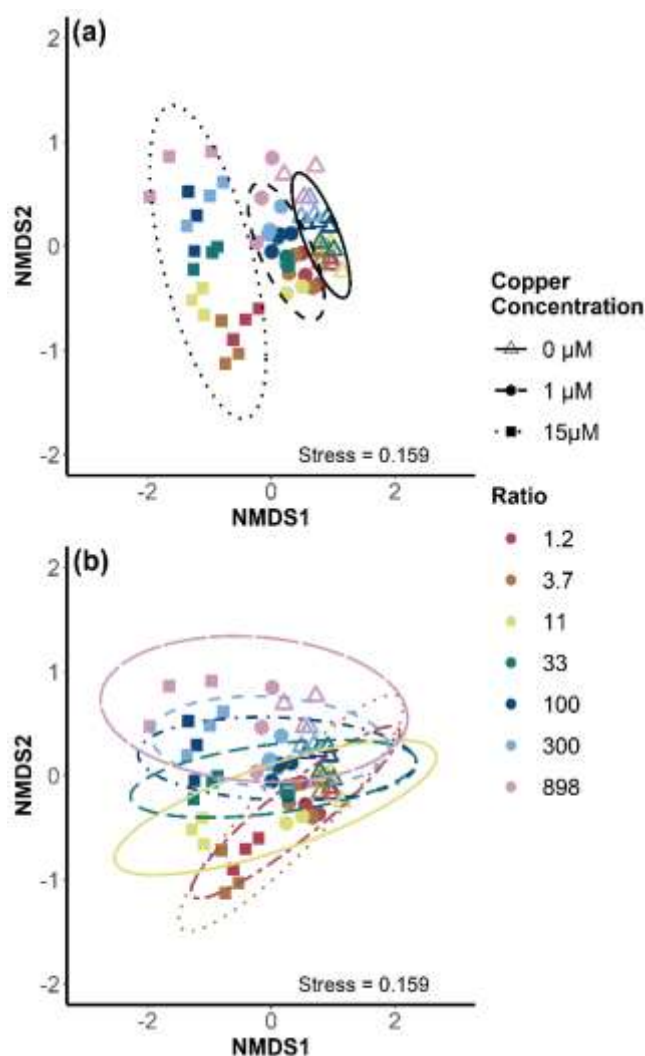 (a)
2
1
0
-1
-2
NMDS2
Stress = 0.159
-2 0 2
NMDS1
Copper
Concentration
0 µM
1 µM
15µM
Ratio
1.2
3.7
11
33
100
300
898
(b)
2
1
0
-1
-2
NMDS2
Stress = 0.159
-2 0 2
NMDS1